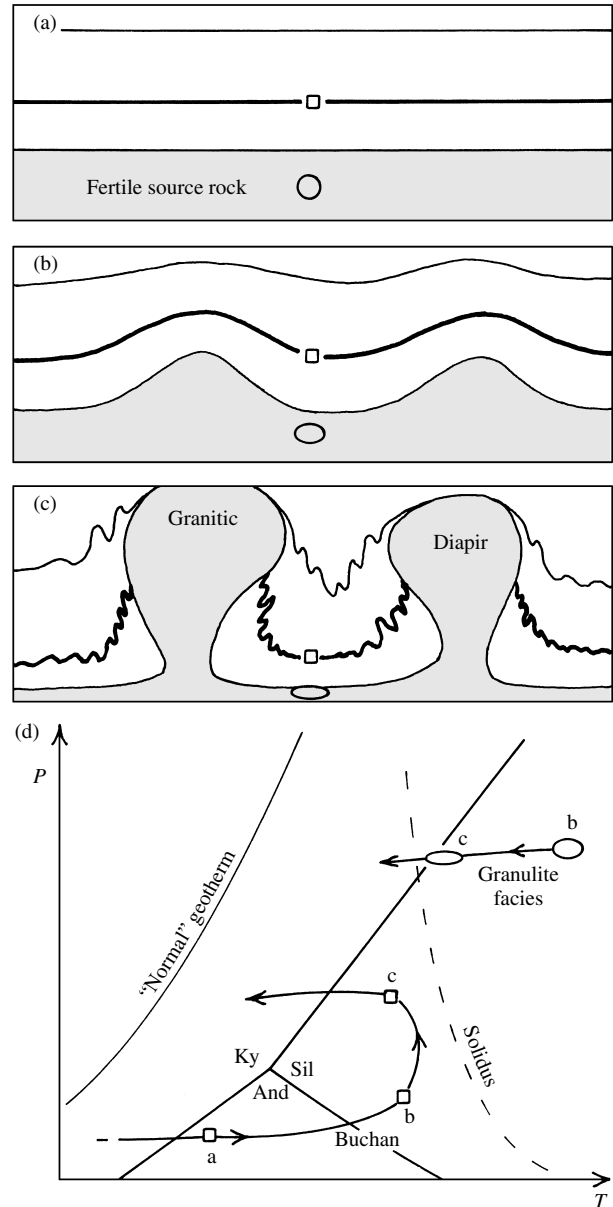 (a)
Fertile source rock
(b)
(c)
Granitic
Diapir
(d)
P
"Normal" geotherm
c
b
Granulite
facies
c
Ky
Sil
And
Solidus
b
Buchan
a
T